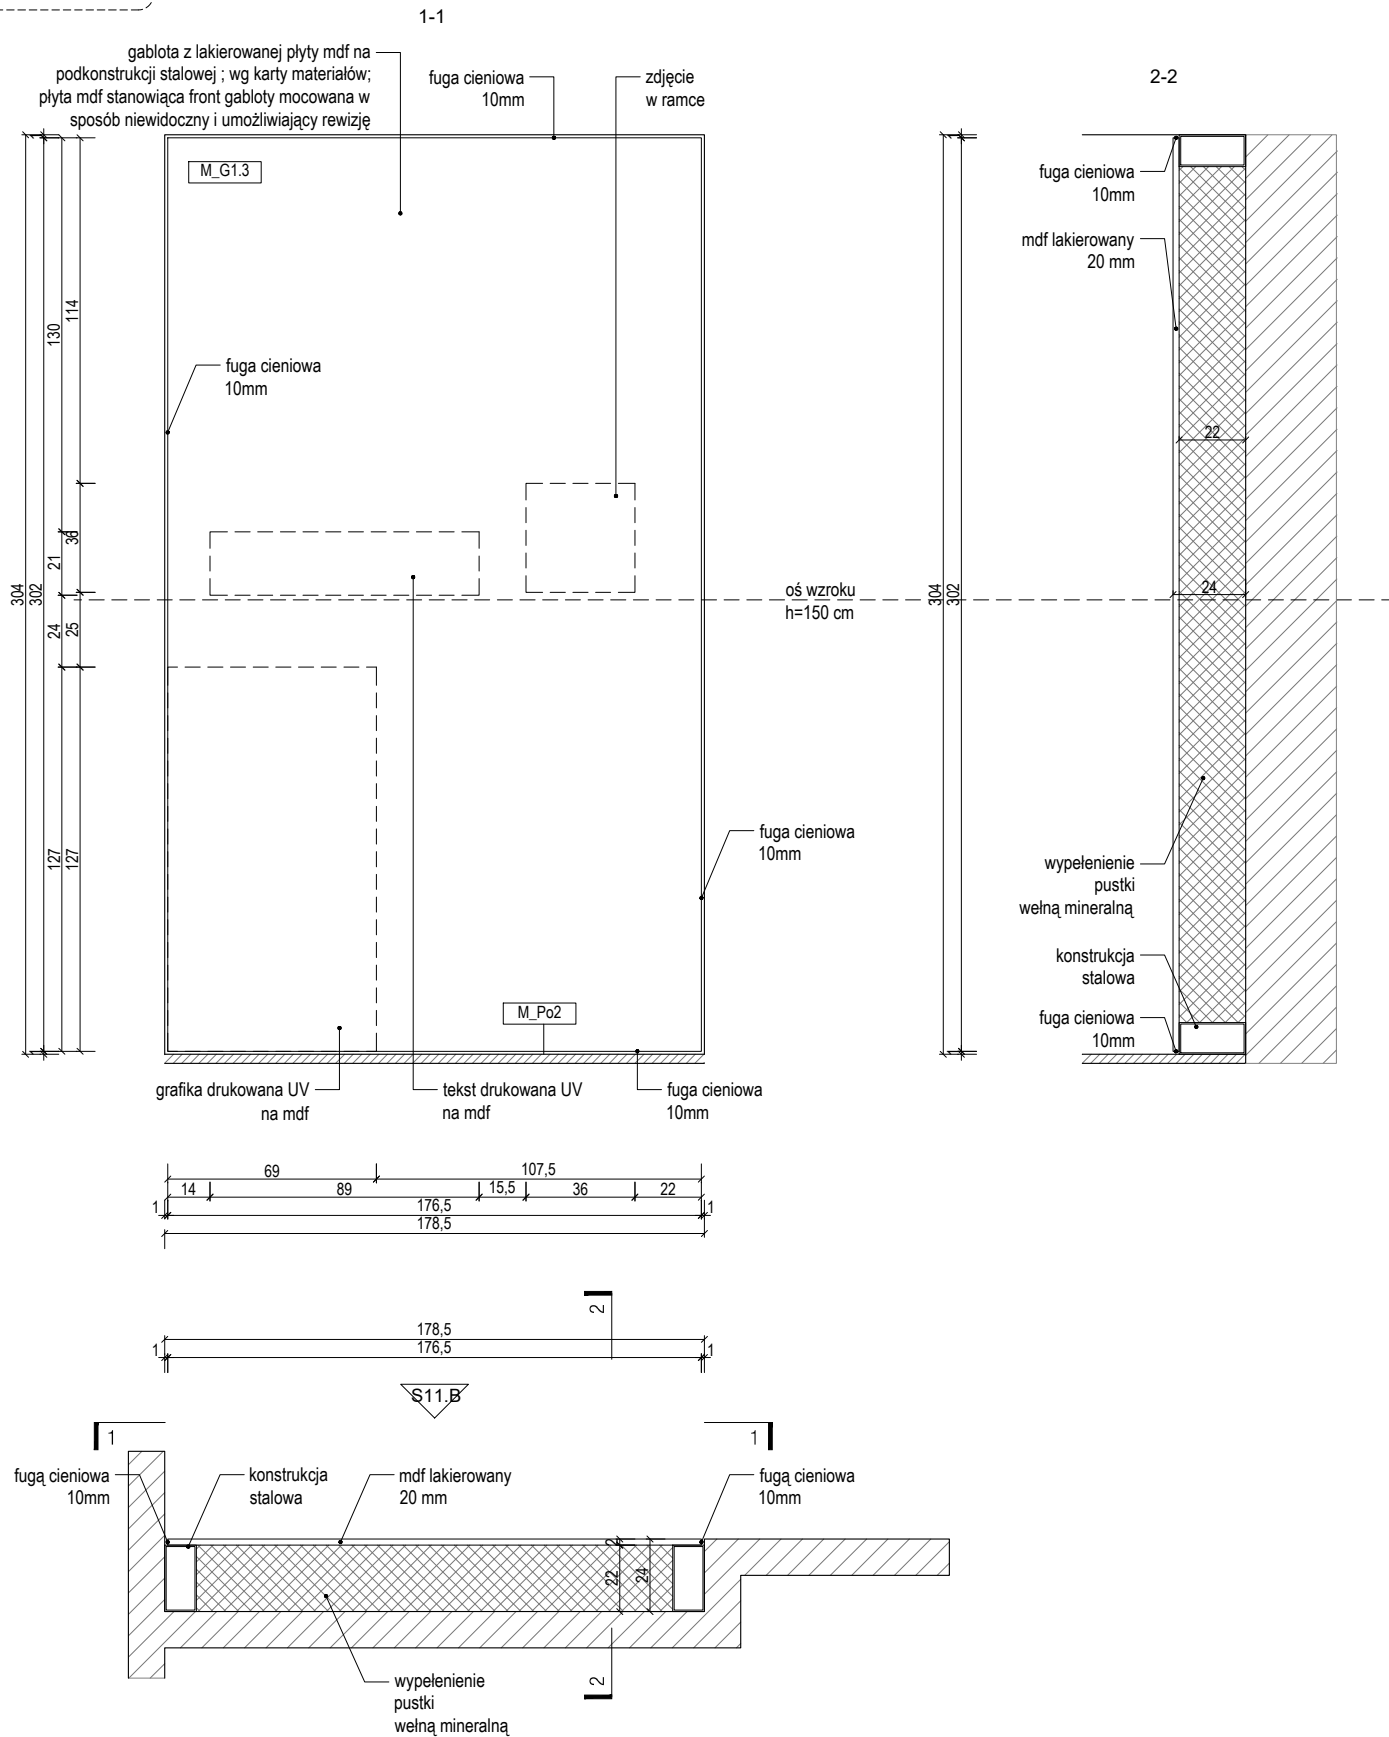 1-1
gablota z lakierowanej płyty mdf na
podkonstrukcji stalowej ; wg karty materiałów;
płyta mdf stanowiąca front gabloty mocowana w
sposób niewidoczny i umożliwiający rewizję
fuga cieniowa
10mm
zdjęcie
w ramce
2-2
M_G1.3
fuga cieniowa
10mm
mdf lakierowany
20 mm
114
130
fuga cieniowa
10mm
22
36
21
304
302
24
25
oś wzroku
h=150 cm
304
302
24
127
127
fuga cieniowa
10mm
wypełenienie
pustki
wełną mineralną
konstrukcja
stalowa
fuga cieniowa
10mm
M_Po2
grafika drukowana UV
na mdf
tekst drukowana UV
na mdf
fuga cieniowa
10mm
69
107,5
14
89
15,5
36
22
1
176,5
1
178,5
2
178,5
1
176,5
1
S11.B
1
1
fugą cieniowa
10mm
konstrukcja
stalowa
mdf lakierowany
20 mm
fugą cieniowa
10mm
2
22
24
wypełenienie
pustki
wełną mineralną
2